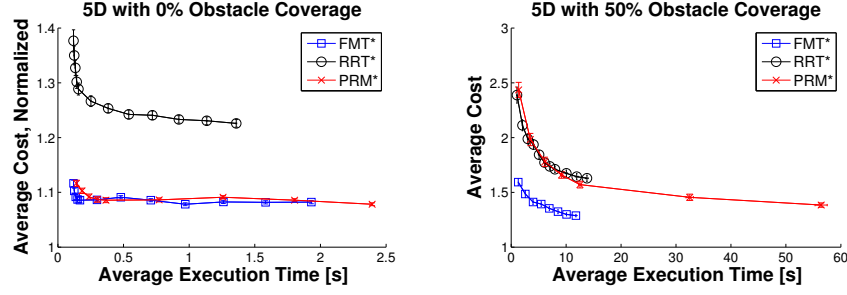 5D with 0% Obstacle Coverage
Average Cost, Normalized
1.4
1.3
1.2
1.1
1
0
0.5
1
1.5
2
2.5
Average Execution Time [s]
FMT*
RRT*
PRM*
5D with 50% Obstacle Coverage
Average Cost
3
2.5
2
1.5
1
0
10
20
30
40
50
60
Average Execution Time [s]
FMT*
RRT*
PRM*